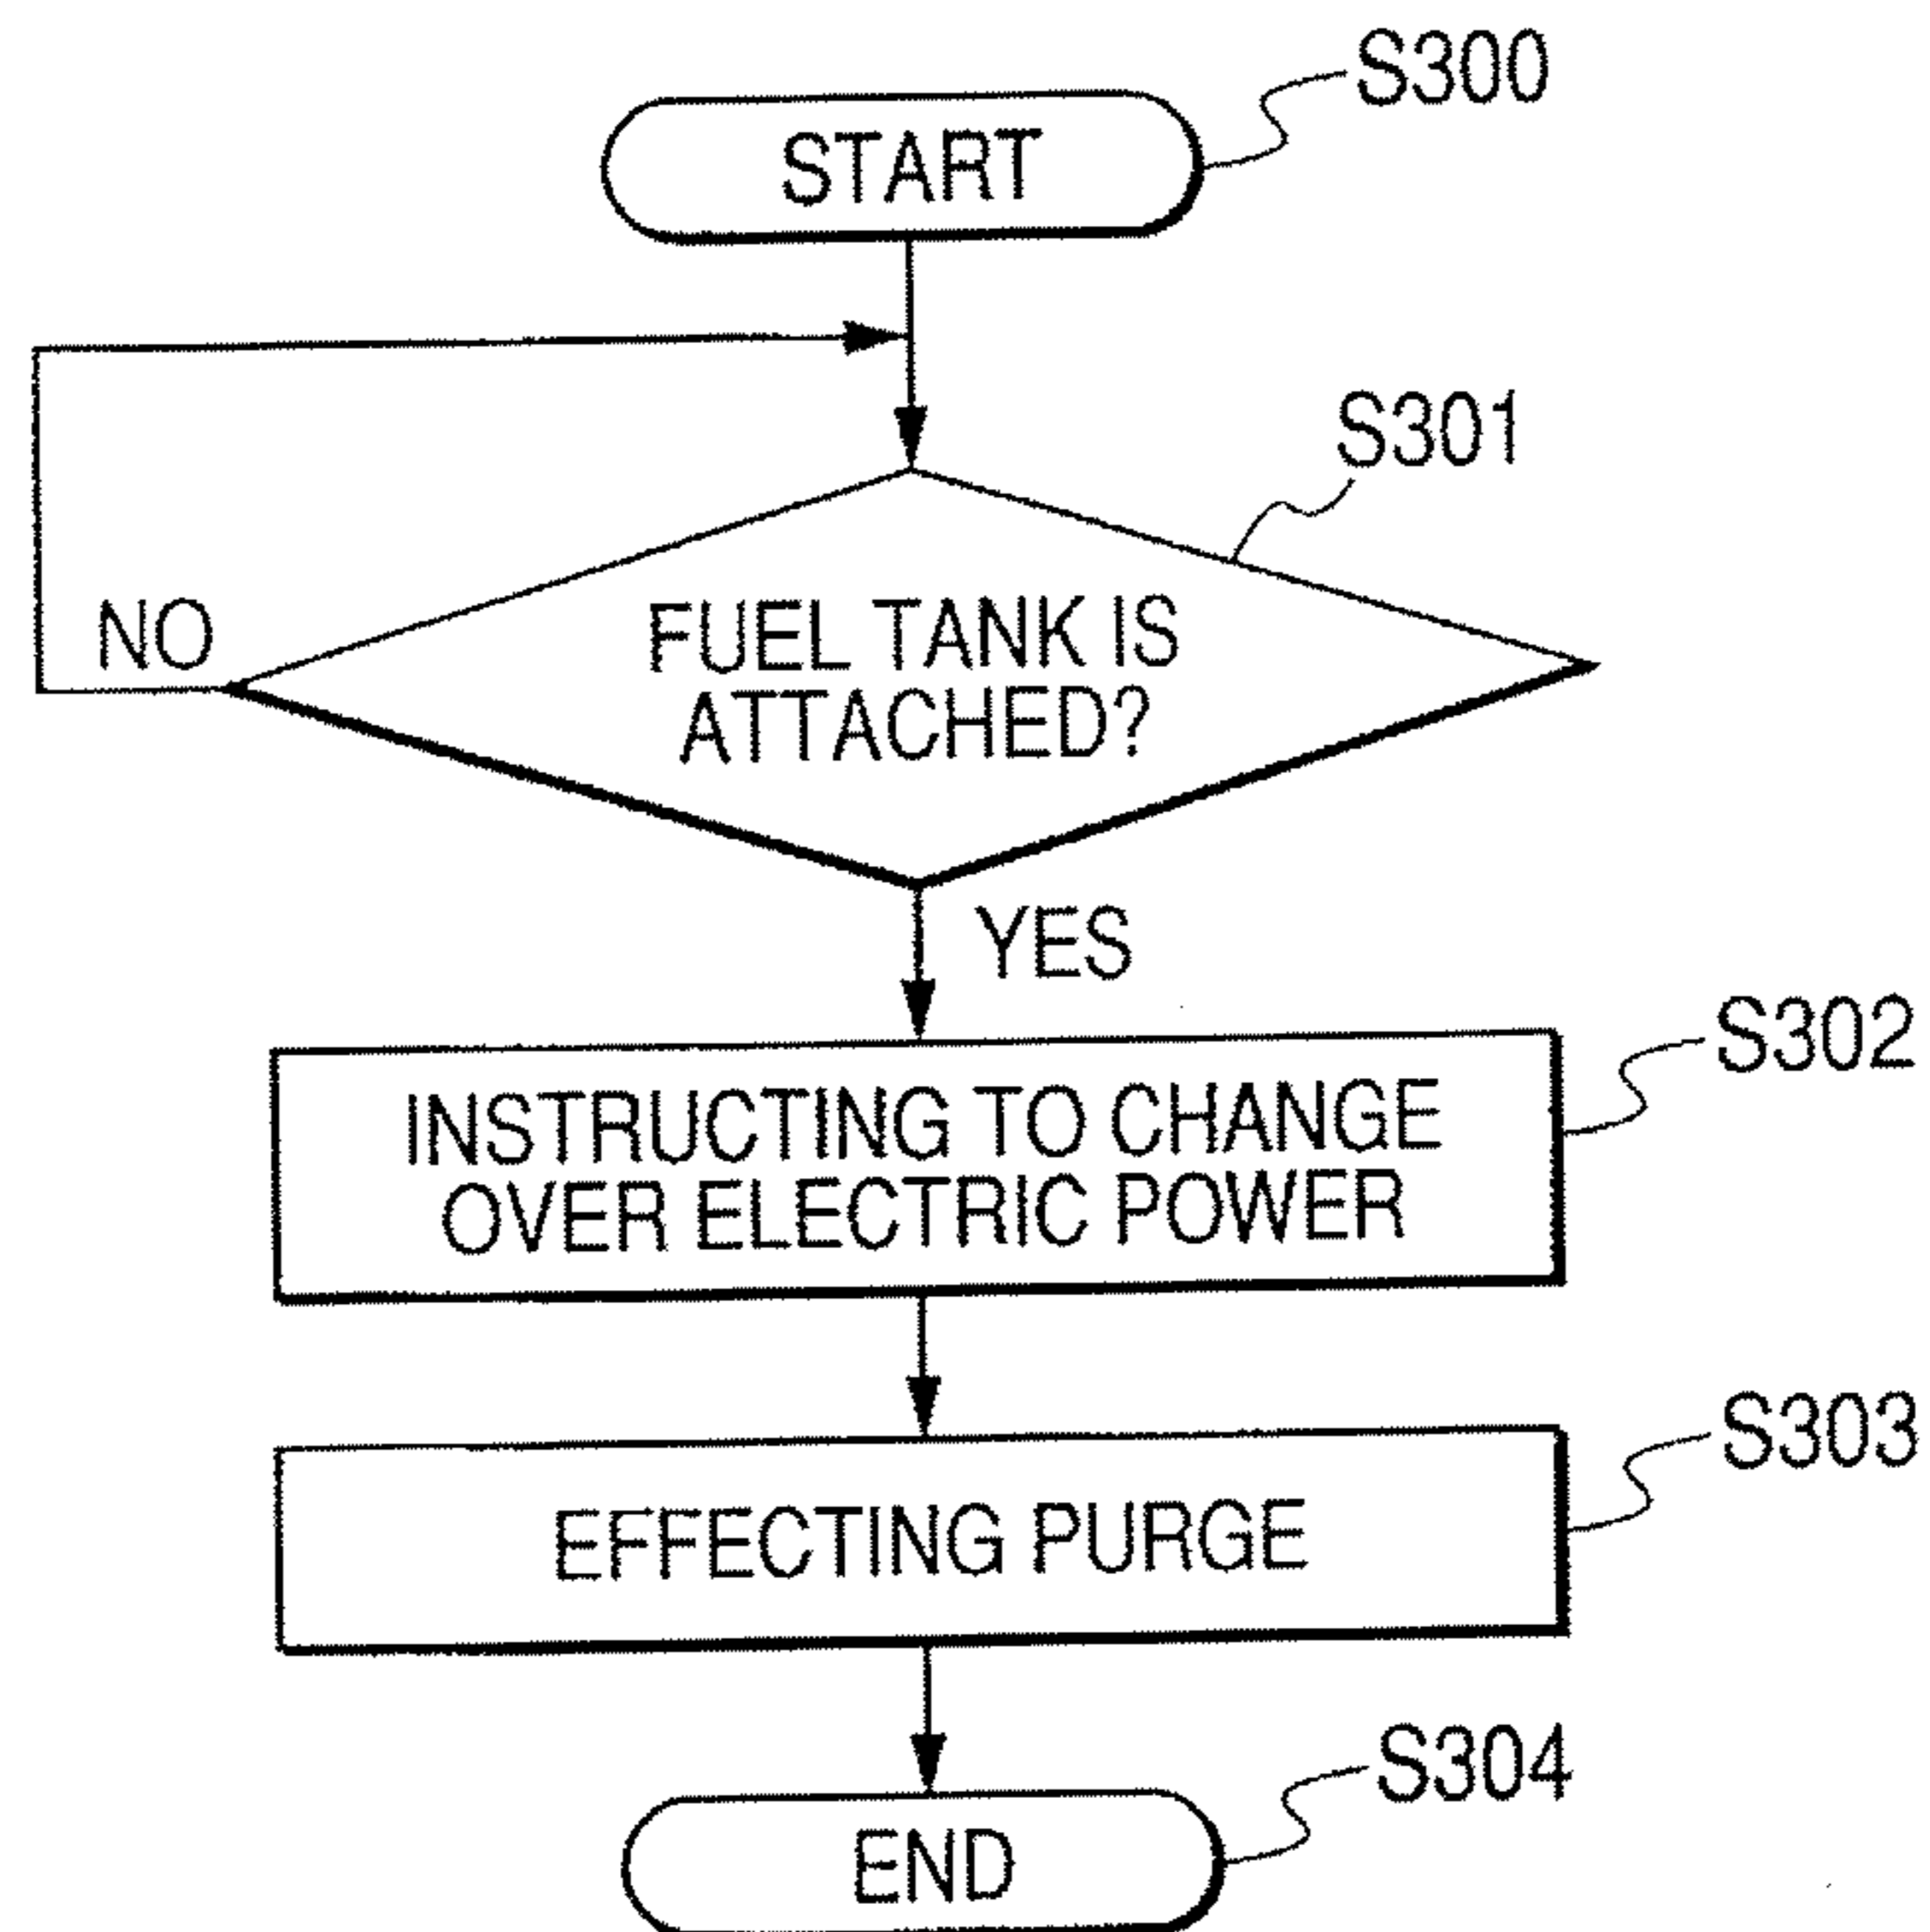 S300
START
S301
NO
FUEL TANK IS
ATTACHED?
YES
S302
INSTRUCTING TO CHANGE
OVER ELECTRIC POWER
S303
EFFECTING PURGE
S304
END